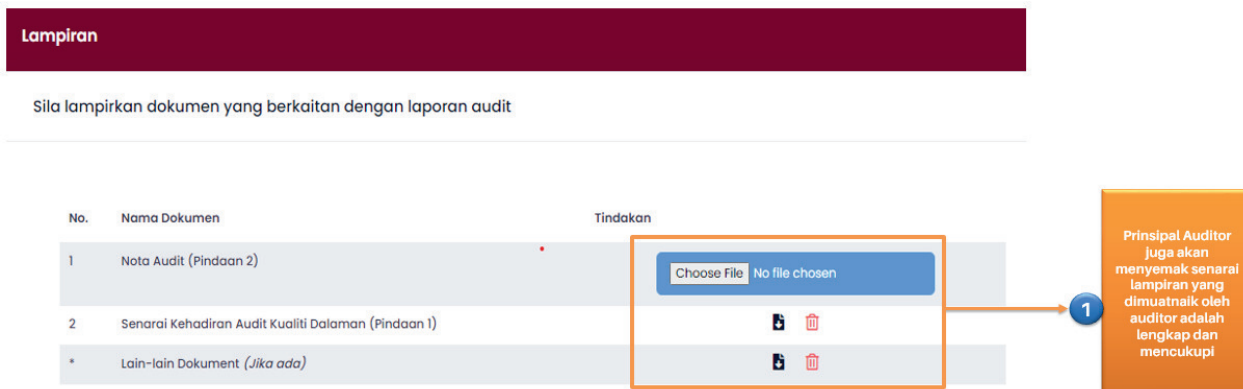 Lampiran
Sila lampirkan dokumen yang berkaitan dengan laporan audit
No. Nama Dokumen Tindakan
1 Nota Audit (Pindaan 2) Choose File No file chosen
2 Senarai Kehadiran Audit Kualiti Dalaman (Pindaan 1)
* Lain-lain Dokument (Jika ada)
1
Prinsipal Auditor
juga akan
menyemak senarai
lampiran yang
dimuatnaik oleh
auditor adalah
lengkap dan
mencukupi